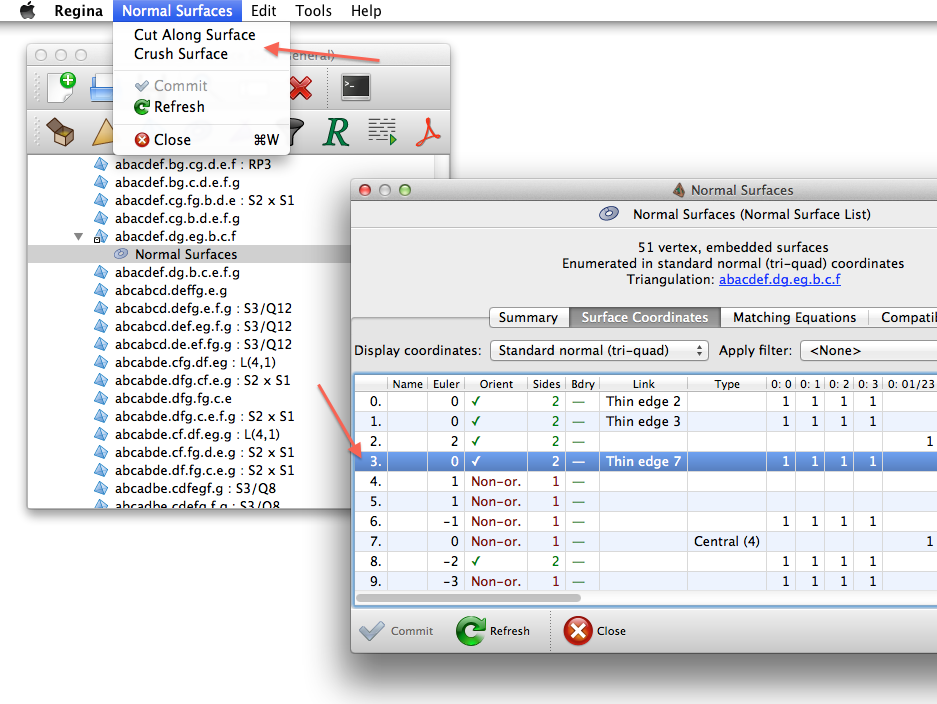 Regina Normal Surfaces Edit Tools Help
Cut Along Surface
Crush Surface
Commit
Refresh
Close ⌘W
eneral)
>-
R
abacdef.bg.cg.d.e.f : RP3
abacdef.bg.c.d.e.f.g
abacdef.cg.fg.b.d.e : S2 x S1
abacdef.cg.b.d.e.f.g
abacdef.dg.eg.b.c.f
Normal Surfaces
abacdef.dg.b.c.e.f.g
abcabcd.deffg.e.g
abcabcd.defg.e.f.g : S3/Q12
abcabcd.def.eg.f.g : S3/Q12
abcabcd.de.ef.fg.g : S3/Q12
abcabde.cfg.df.eg : L(4,1)
abcabde.dfg.cf.e.g : S2 x S1
abcabde.dfg.fg.c.e
abcabde.dfg.c.e.f.g : S2 x S1
abcabde.cf.df.eg.g : L(4,1)
abcabde.cf.fg.d.e.g : S2 x S1
abcabde.df.fg.c.e.g : S2 x S1
abcadbe.cdfegf.g : S3/Q8
abcadbe.cdefg.f.g : S3/Q8
Normal Surfaces
Normal Surfaces (Normal Surface List)
51 vertex, embedded surfaces
Enumerated in standard normal (tri-quad) coordinates
Triangulation: abacdef.dg.eg.b.c.f
Summary Surface Coordinates Matching Equations Compatil
Display coordinates: Standard normal (tri-quad) Apply filter: <None>
Name Euler Orient Sides Bdry Link Type 0: 0 0: 1 0: 2 0: 3 0: 01/23
0. 0 ✓ 2 — Thin edge 2 1 1 1 1
1. 0 ✓ 2 — Thin edge 3 1 1 1 1
2. 2 ✓ 2 — 1
3. 0 ✓ 2 — Thin edge 7 1 1 1 1
4. 1 Non-or. 1 —
5. 1 Non-or. 1 —
6. -1 Non-or. 1 — 1 1 1 1
7. 0 Non-or. 1 — Central (4) 1
8. -2 ✓ 2 — 1 1 1 1
9. -3 Non-or. 1 — 1 1 1 1
Commit Refresh Close